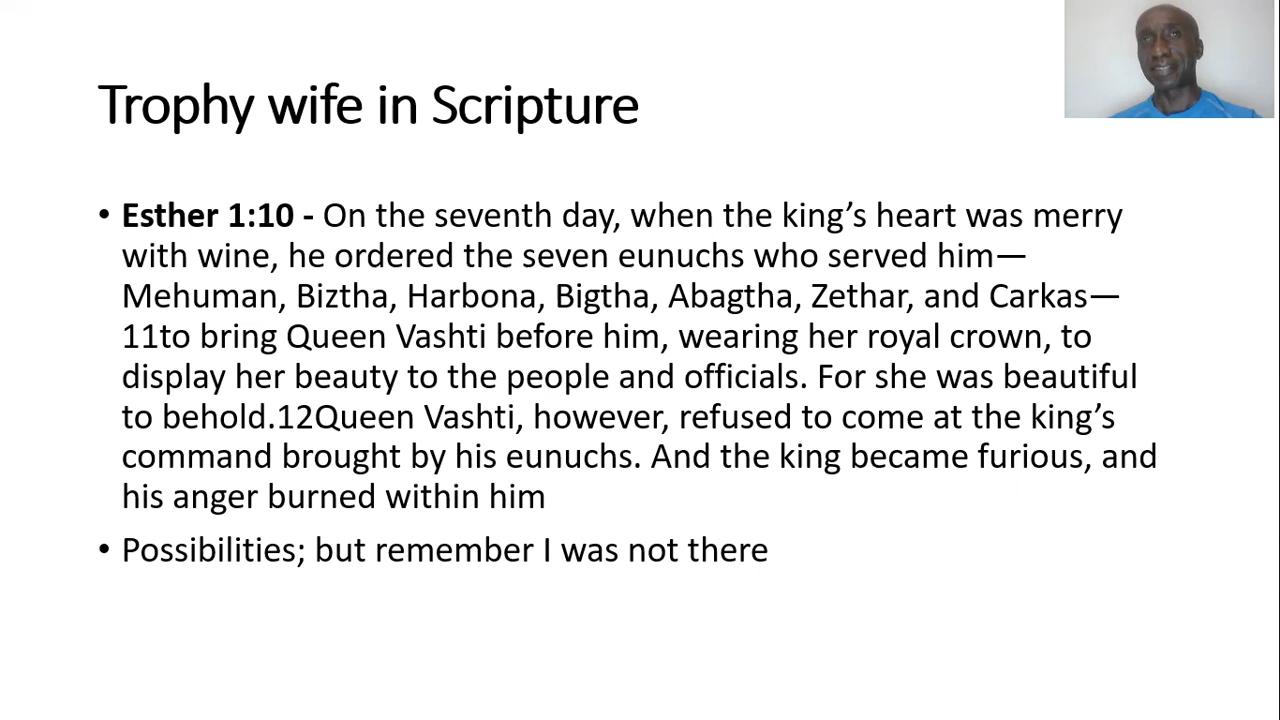 Trophy wife in Scripture
• Esther 1:10 - On the seventh day, when the king’s heart was merry
with wine, he ordered the seven eunuchs who served him—
Mehuman, Biztha, Harbona, Bigtha, Abagtha, Zethar, and Carkas—
11to bring Queen Vashti before him, wearing her royal crown, to
display her beauty to the people and officials. For she was beautiful
to behold.12Queen Vashti, however, refused to come at the king’s
command brought by his eunuchs. And the king became furious, and
his anger burned within him
• Possibilities; but remember I was not there